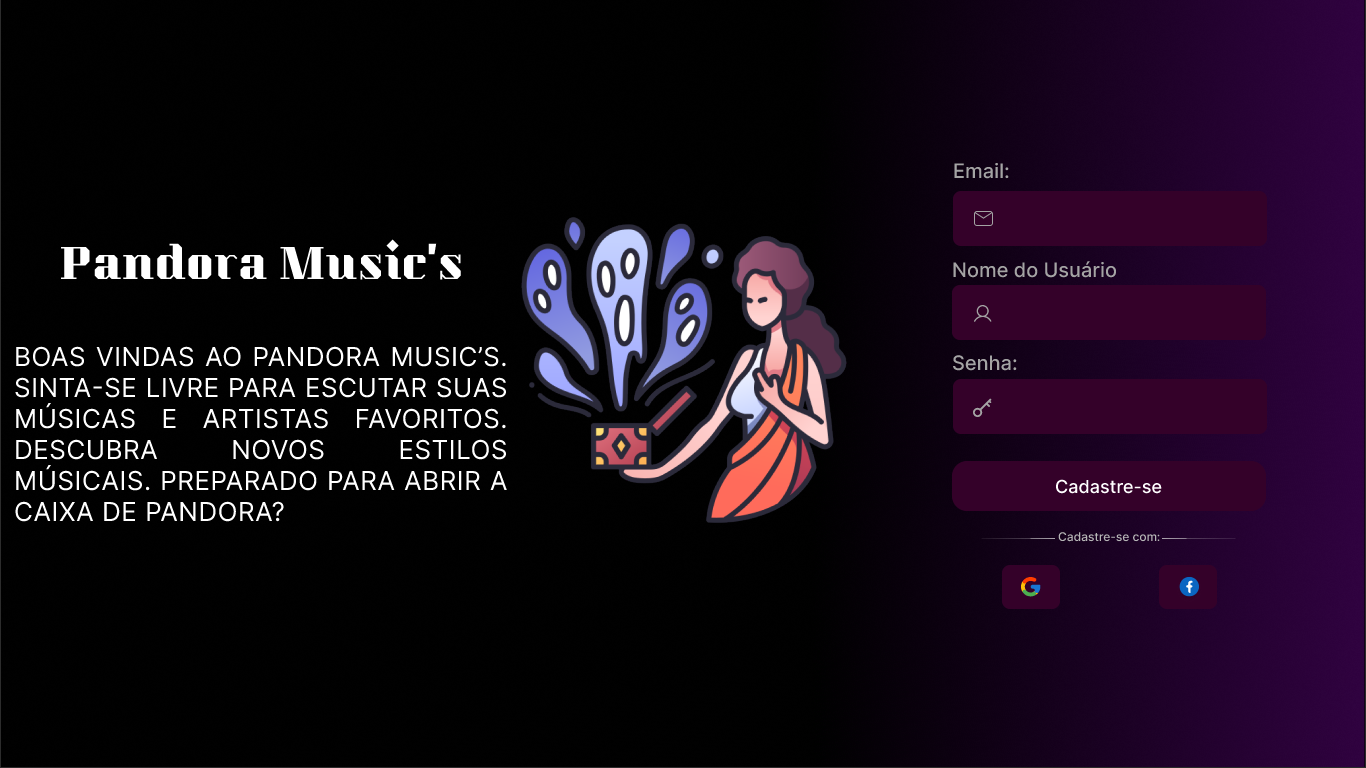 Pandora Music's
BOAS VINDAS AO PANDORA MUSIC’S.
SINTA-SE LIVRE PARA ESCUTAR SUAS
MÚSICAS E ARTISTAS FAVORITOS.
DESCUBRA NOVOS ESTILOS
MÚSICAIS. PREPARADO PARA ABRIR A
CAIXA DE PANDORA?
Email:
Nome do Usuário
Senha:
Cadastre-se
Cadastre-se com: